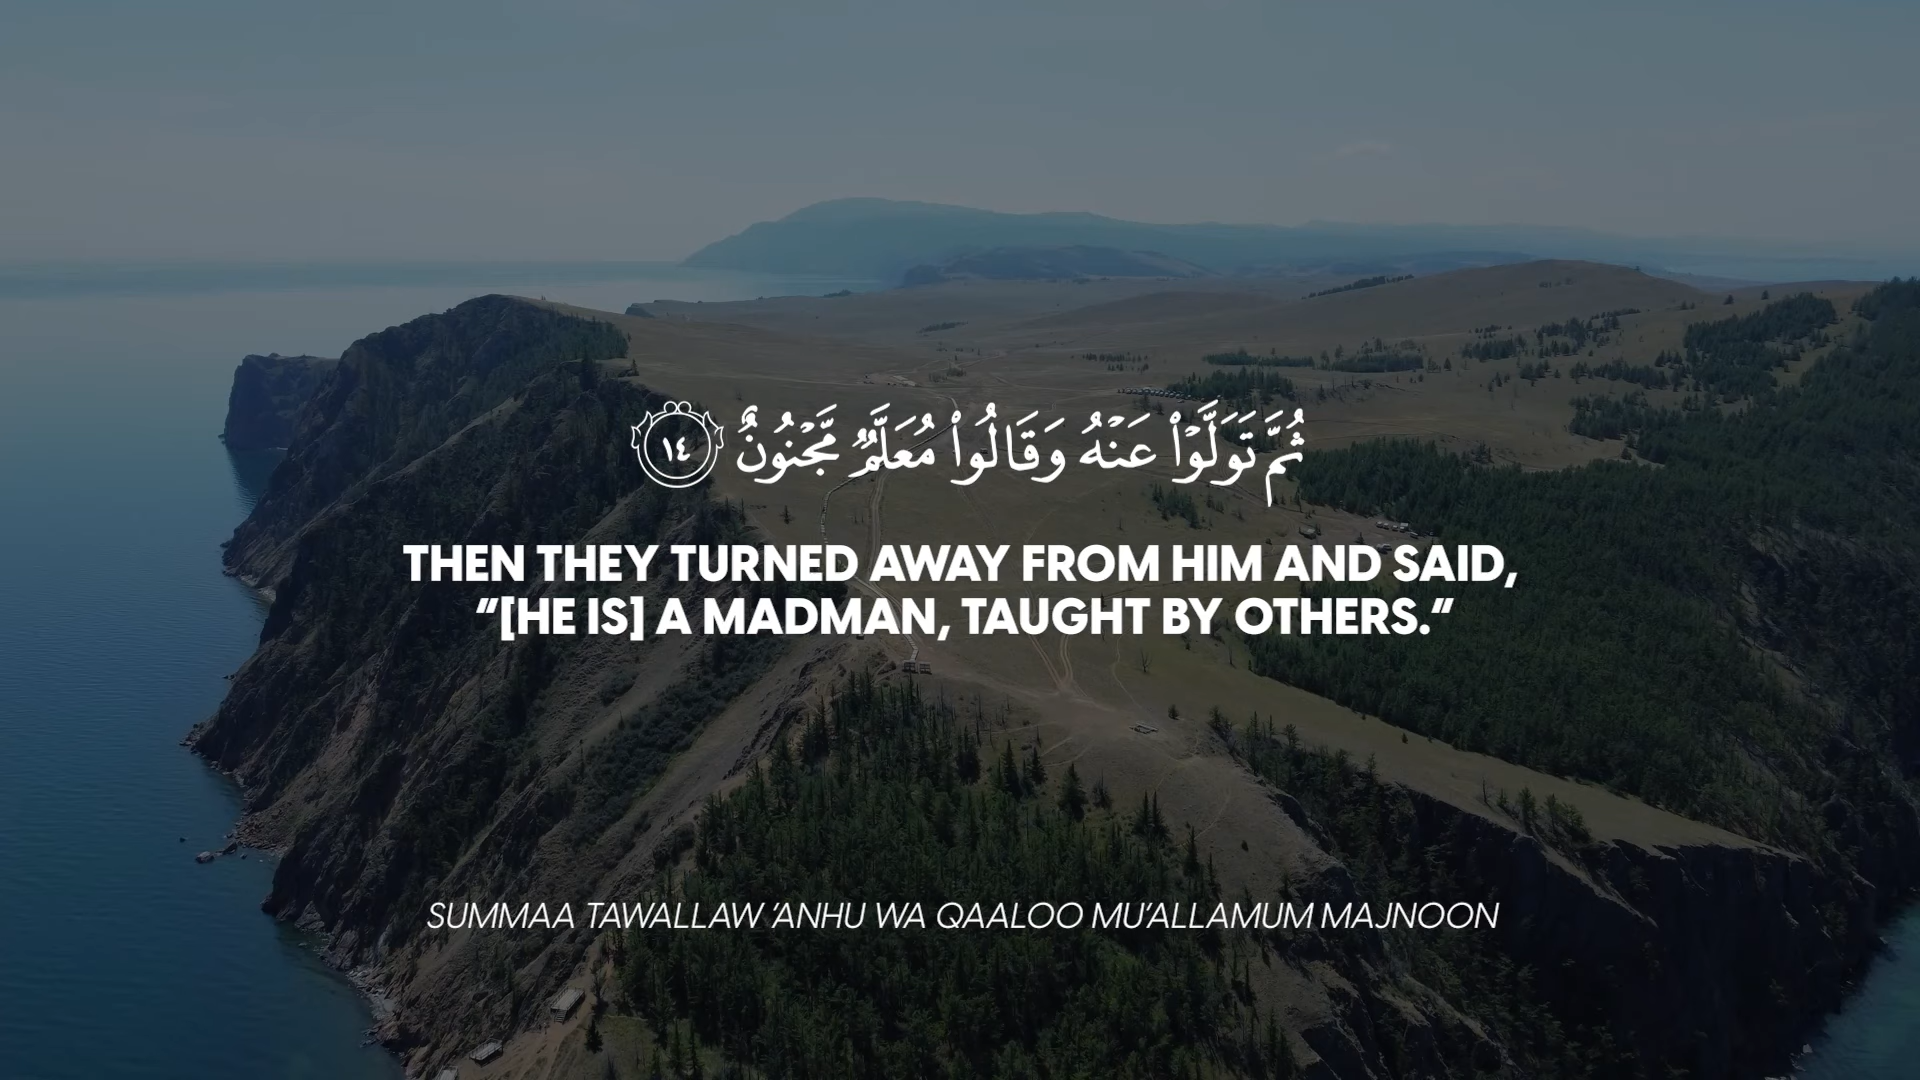 ثُمَّ تَوَلَّوْا۟ عَنْهُ وَقَالُوا۟ مُعَلَّمٌ مَّجْنُونٌ ١٤
THEN THEY TURNED AWAY FROM HIM AND SAID,
"[HE IS] A MADMAN, TAUGHT BY OTHERS."
SUMMAA TAWALLAW 'ANHU WA QAALOO MU'ALLAMUM MAJNOON